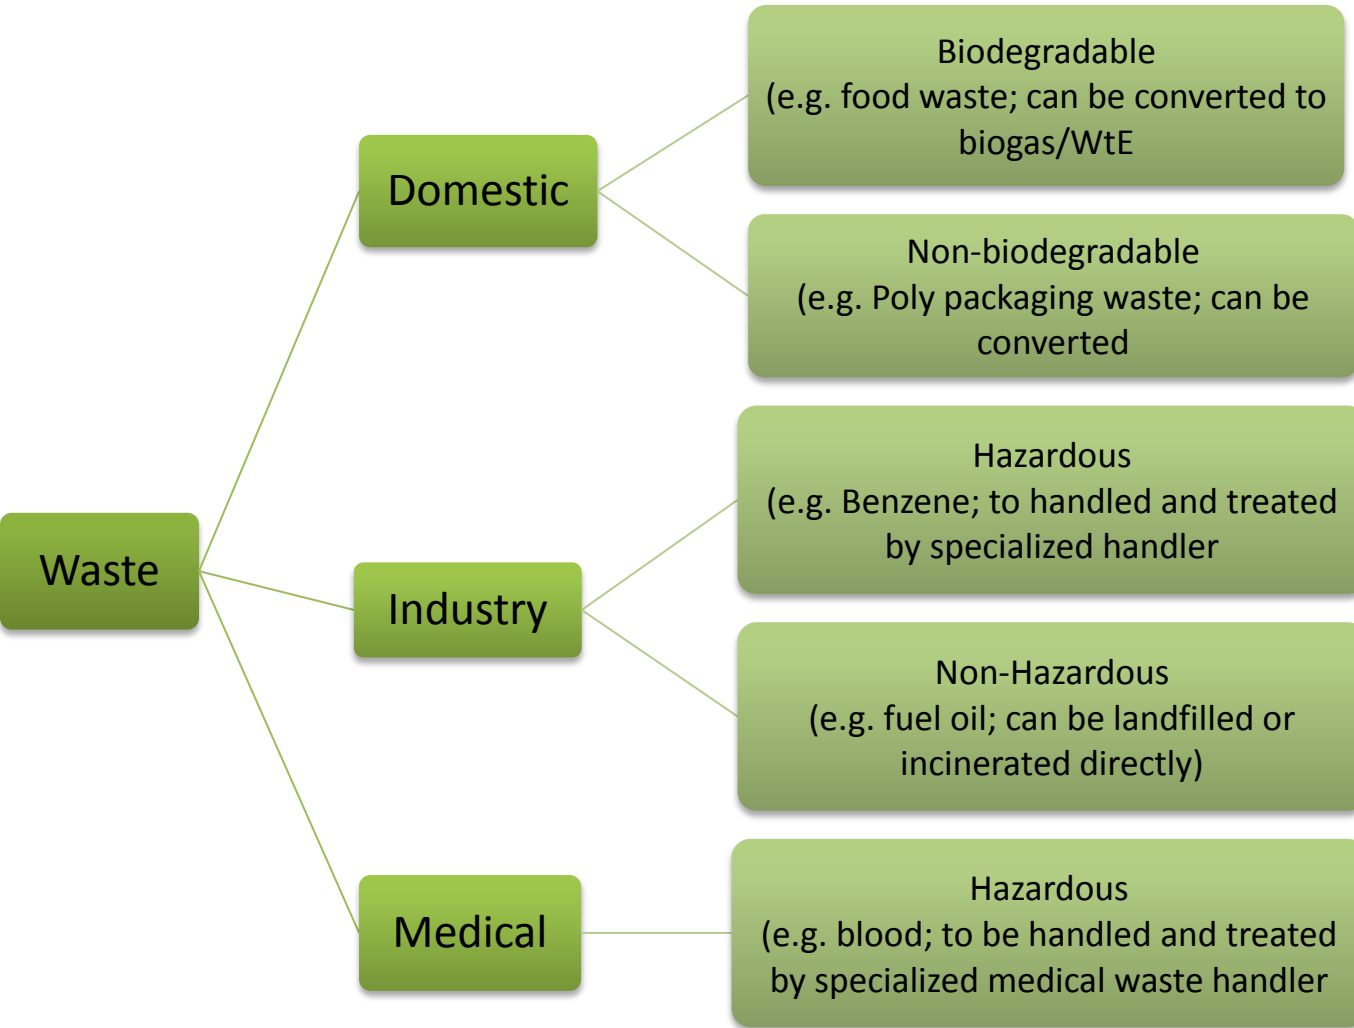 Waste
Domestic
Biodegradable
(e.g. food waste; can be converted to
biogas/WtE
Non-biodegradable
(e.g. Poly packaging waste; can be
converted
Industry
Hazardous
(e.g. Benzene; to handled and treated
by specialized handler
Non-Hazardous
(e.g. fuel oil; can be landfilled or
incinerated directly)
Medical
Hazardous
(e.g. blood; to be handled and treated
by specialized medical waste handler